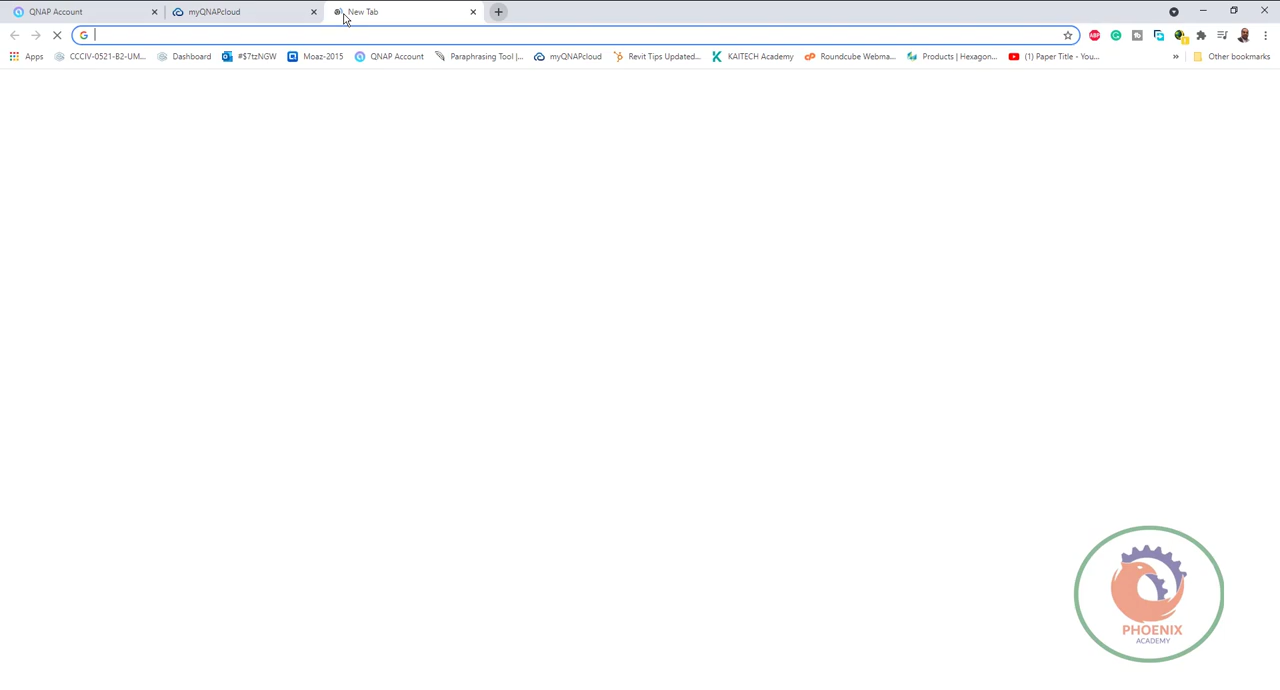 QNAP Account
myQNAPcloud
New Tab
Apps
CCCIV-0521-B2-UM...
Dashboard
#$7tzNGW
Moaz-2015
QNAP Account
Paraphrasing Tool |...
myQNAPcloud
Revit Tips Updated...
KAITECH Academy
Roundcube Webma...
Products | Hexagon...
(1) Paper Title - You...
»
Other bookmarks
ABP
PHOENIX
ACADEMY